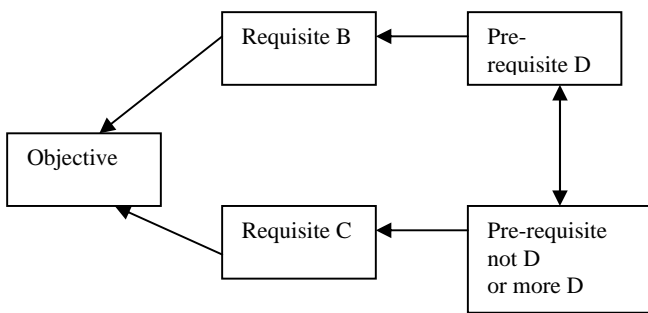 Requisite B
Pre-
requisite D
Objective
Requisite C
Pre-requisite
not D
or more D